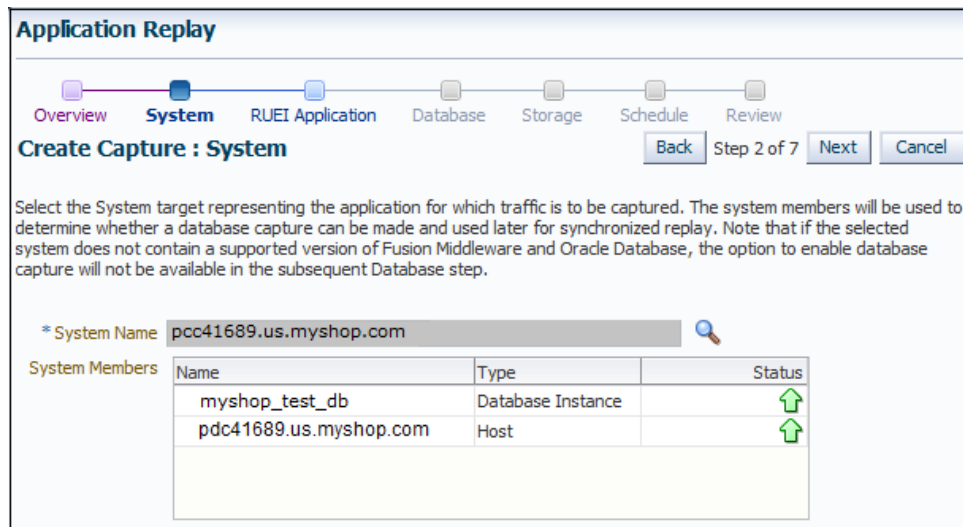 Application Replay
Overview System RUEI Application Database Storage Schedule Review
Create Capture : System Back Step 2 of 7 Next Cancel
Select the System target representing the application for which traffic is to be captured. The system members will be used to
determine whether a database capture can be made and used later for synchronized replay. Note that if the selected
system does not contain a supported version of Fusion Middleware and Oracle Database, the option to enable database
capture will not be available in the subsequent Database step.
* System Name pcc41689.us.myshop.com
System Members Name Type Status
myshop_test_db Database Instance
pdc41689.us.myshop.com Host